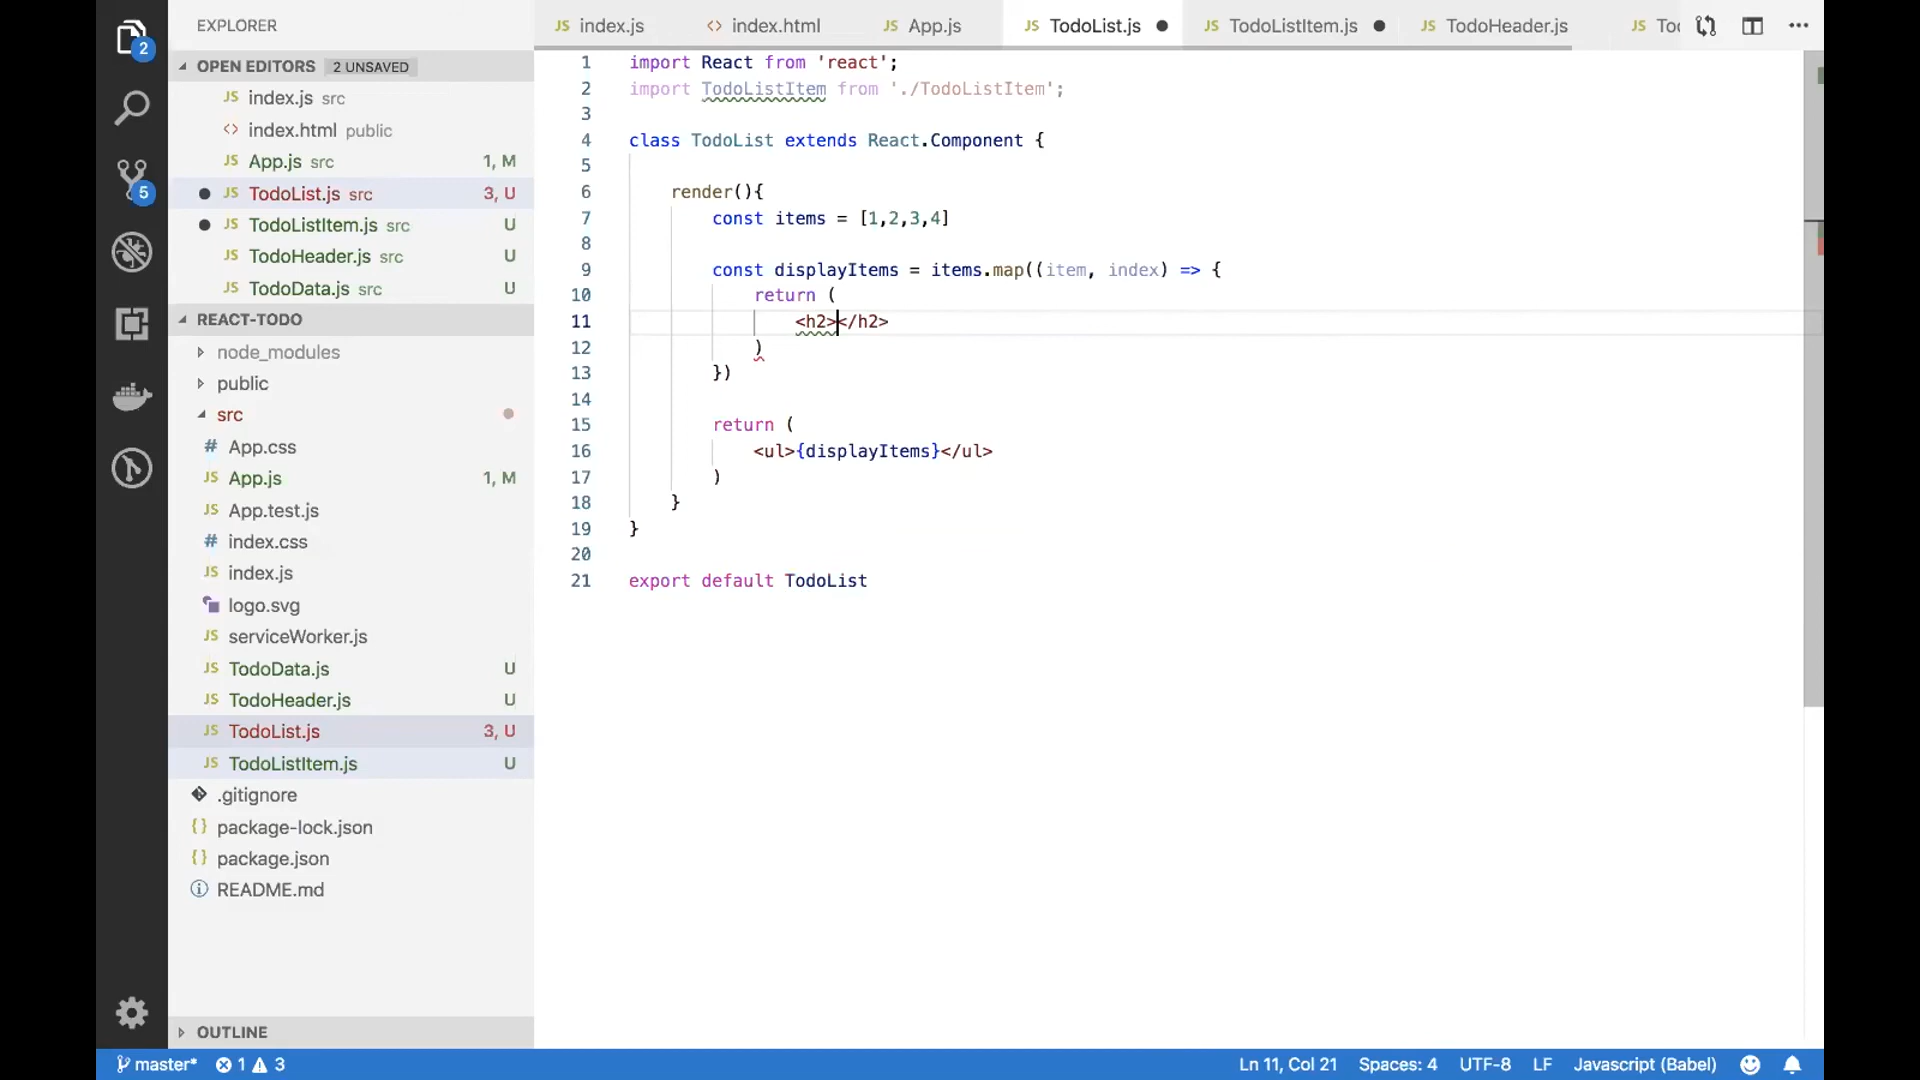 EXPLORER
OPEN EDITORS 2 UNSAVED
JS index.js src
<> index.html public
JS App.js src 1, M
JS TodoList.js src 3, U
JS TodoListItem.js src U
JS TodoHeader.js src U
JS TodoData.js src U
REACT-TODO
node_modules
public
src
# App.css
JS App.js 1, M
JS App.test.js
# index.css
JS index.js
logo.svg
JS serviceWorker.js
JS TodoData.js U
JS TodoHeader.js U
JS TodoList.js 3, U
JS TodoListItem.js U
.gitignore
{} package-lock.json
{} package.json
README.md
OUTLINE
2
5
JS index.js <> index.html JS App.js JS TodoList.js JS TodoListItem.js JS TodoHeader.js JS
1 import React from 'react';
2 import TodoListItem from './TodoListItem';
3
4 class TodoList extends React.Component {
5
6 render(){
7 const items = [1,2,3,4]
8
9 const displayItems = items.map((item, index) => {
10 return (
11 <h2></h2>
12 )
13 })
14
15 return (
16 <ul>{displayItems}</ul>
17 )
18 }
19 }
20
21 export default TodoList
master* 1 3 Ln 11, Col 21 Spaces: 4 UTF-8 LF Javascript (Babel)